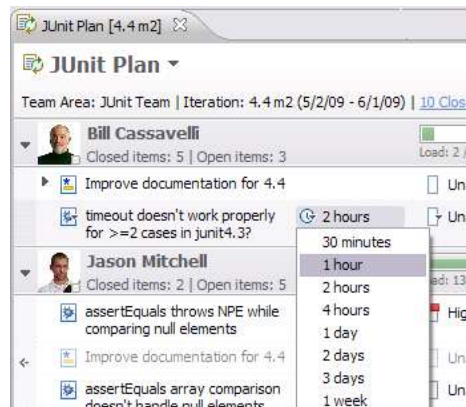 JUnit Plan [4.4 m2]
JUnit Plan
Team Area: JUnit Team | Iteration: 4.4 m2 (5/2/09 - 6/1/09) | 10 Clos
Bill Cassavelli
Closed items: 5 | Open items: 3
Load: 2 /
Improve documentation for 4.4
Un
timeout doesn't work properly
for >=2 cases in junit4.3?
2 hours
Un
30 minutes
1 hour
2 hours
4 hours
1 day
2 days
3 days
1 week
Jason Mitchell
Closed items: 2 | Open items: 5
ad: 13
assertEquals throws NPE while
comparing null elements
Hig
Improve documentation for 4.4
Un
assertEquals array comparison
doesn't handle null elements
Un